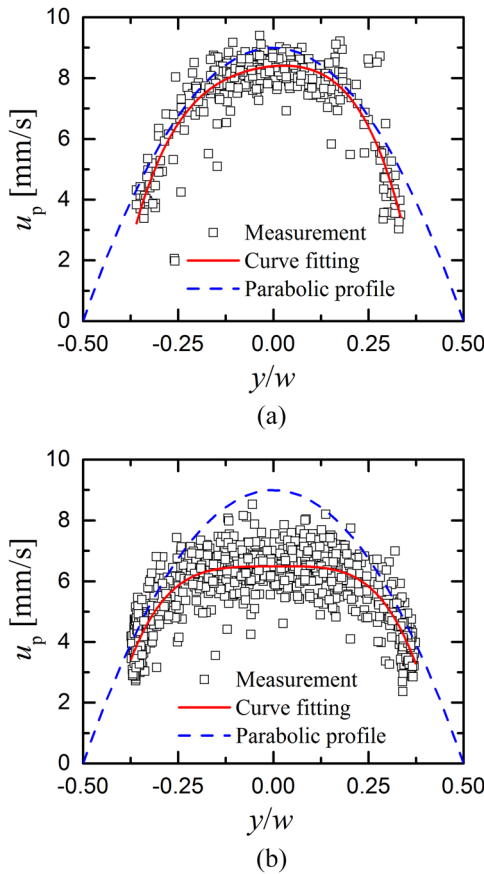 10
8
6
4
2
0
u_p [mm/s]
Measurement
Curve fitting
Parabolic profile
-0.50 -0.25 0.00 0.25 0.50
y/w
(a)
10
8
6
4
2
0
u_p [mm/s]
Measurement
Curve fitting
Parabolic profile
-0.50 -0.25 0.00 0.25 0.50
y/w
(b)